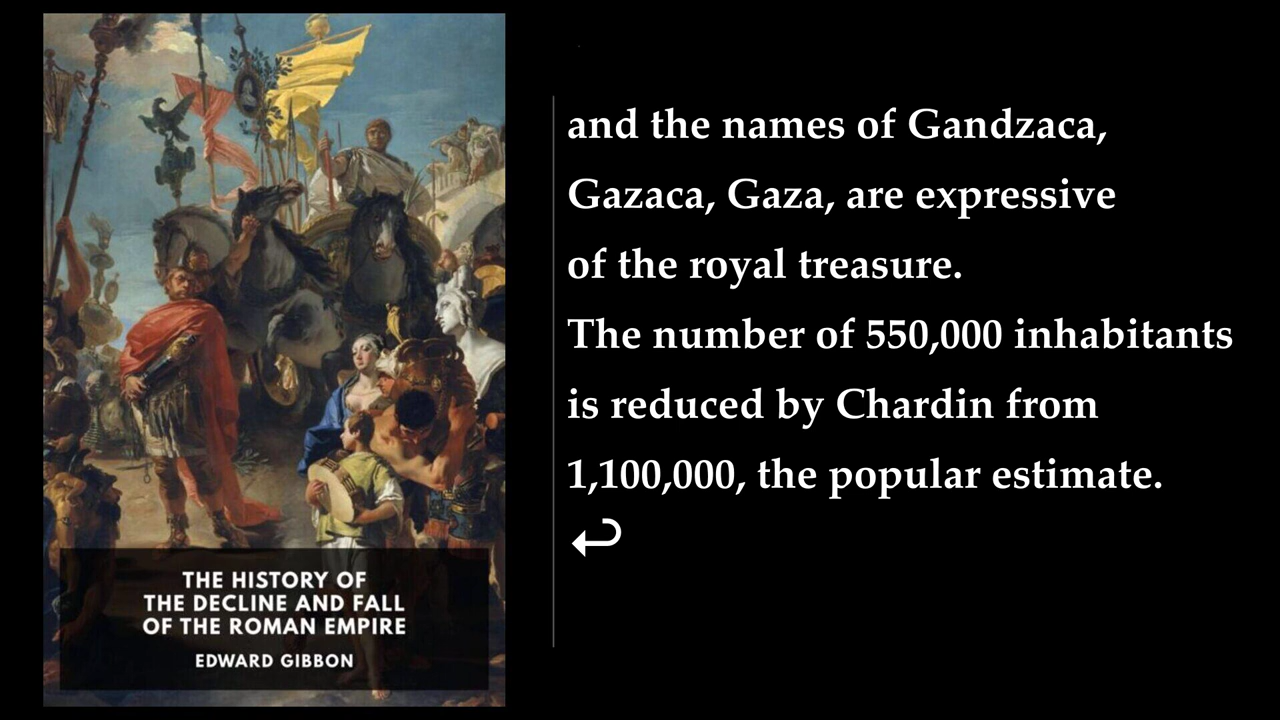 and the names of Gandzaca,
Gazaca, Gaza, are expressive
of the royal treasure.
The number of 550,000 inhabitants
is reduced by Chardin from
1,100,000, the popular estimate.
↩
THE HISTORY OF
THE DECLINE AND FALL
OF THE ROMAN EMPIRE
EDWARD GIBBON